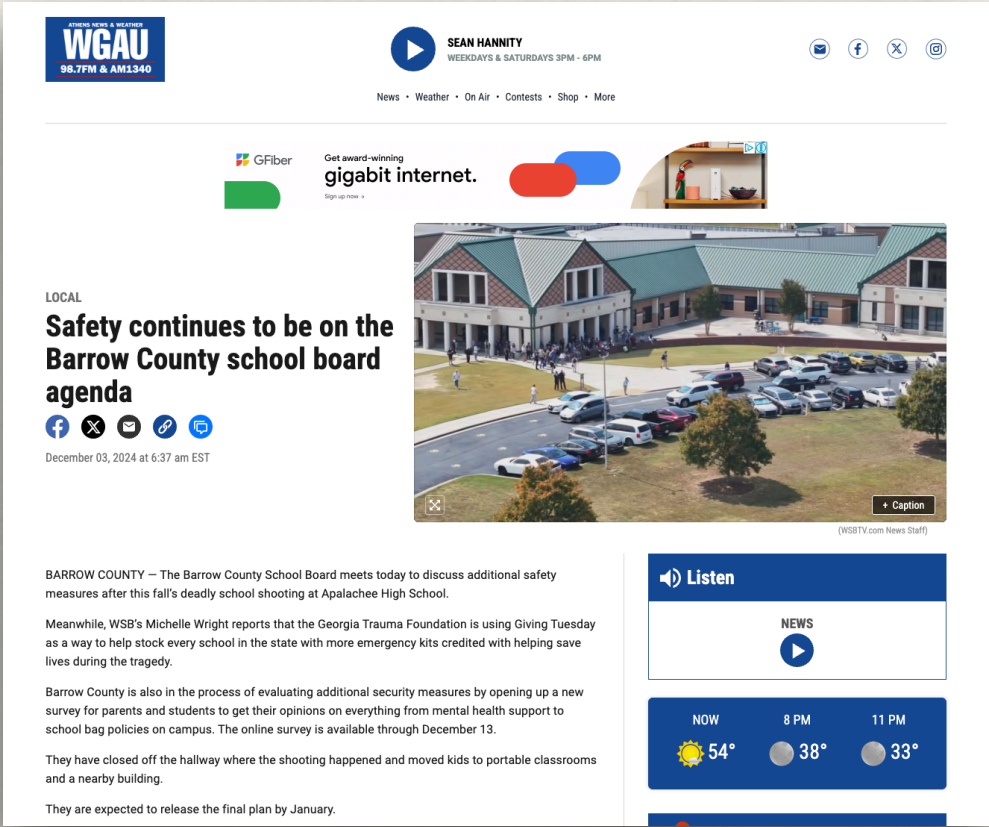 ATHENS NEWS & WEATHER
WGAU
98.7FM & AM1340
SEAN HANNITY
WEEKDAYS & SATURDAYS 3PM - 6PM
News • Weather • On Air • Contests • Shop • More
GFiber
Get award-winning
gigabit internet.
Sign up now »
LOCAL
Safety continues to be on the
Barrow County school board
agenda
December 03, 2024 at 6:37 am EST
+ Caption
(WSBTV.com News Staff)
BARROW COUNTY — The Barrow County School Board meets today to discuss additional safety
measures after this fall's deadly school shooting at Apalachee High School.
Meanwhile, WSB's Michelle Wright reports that the Georgia Trauma Foundation is using Giving Tuesday
as a way to help stock every school in the state with more emergency kits credited with helping save
lives during the tragedy.
Barrow County is also in the process of evaluating additional security measures by opening up a new
survey for parents and students to get their opinions on everything from mental health support to
school bag policies on campus. The online survey is available through December 13.
They have closed off the hallway where the shooting happened and moved kids to portable classrooms
and a nearby building.
They are expected to release the final plan by January.
Listen
NEWS
NOW 8 PM 11 PM
54° 38° 33°